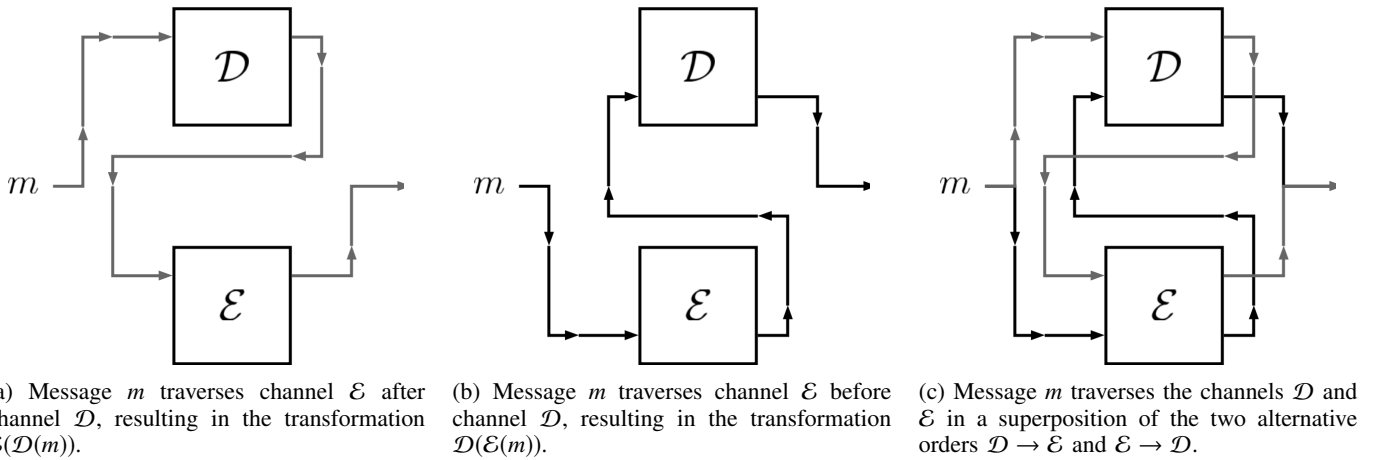 𝒟
m
ℰ
a) Message m traverses channel ℰ after
channel 𝒟, resulting in the transformation
ℰ(𝒟(m)).
𝒟
m
ℰ
(b) Message m traverses channel ℰ before
channel 𝒟, resulting in the transformation
𝒟(ℰ(m)).
𝒟
m
ℰ
(c) Message m traverses the channels 𝒟 and
ℰ in a superposition of the two alternative
orders 𝒟 → ℰ and ℰ → 𝒟.